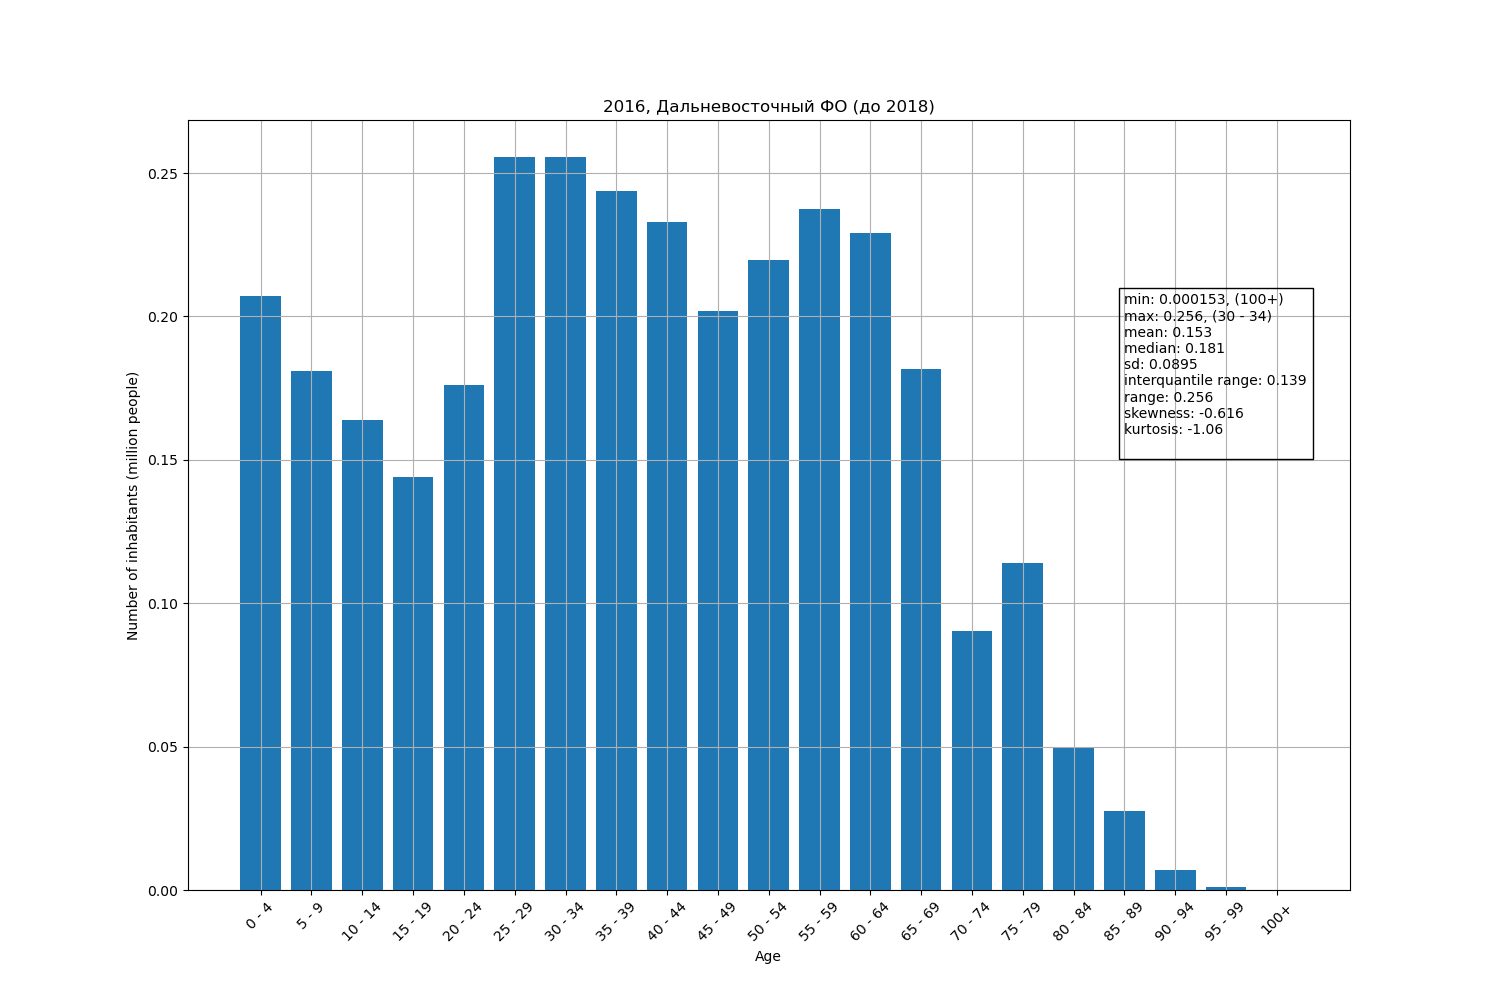 2016, Дальневосточный ФО (до 2018)
Number of inhabitants (million people)
0.25
0.20
0.15
0.10
0.05
0.00
min: 0.000153, (100+)
max: 0.256, (30 - 34)
mean: 0.153
median: 0.181
sd: 0.0895
interquantile range: 0.139
range: 0.256
skewness: -0.616
kurtosis: -1.06
0 - 4
5 - 9
10 - 14
15 - 19
20 - 24
25 - 29
30 - 34
35 - 39
40 - 44
45 - 49
50 - 54
55 - 59
60 - 64
65 - 69
70 - 74
75 - 79
80 - 84
85 - 89
90 - 94
95 - 99
100+
Age